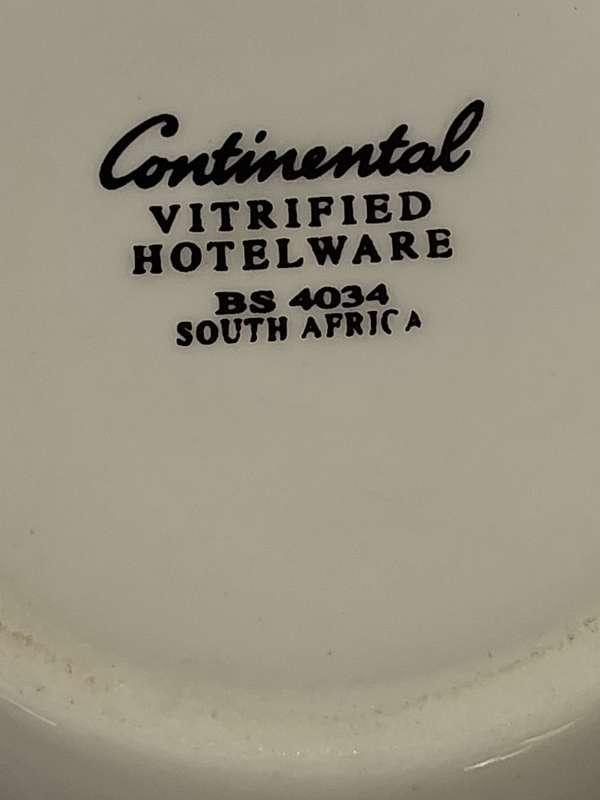 Continental
VITRIFIED
HOTELWARE
BS 4034
SOUTH AFRICA